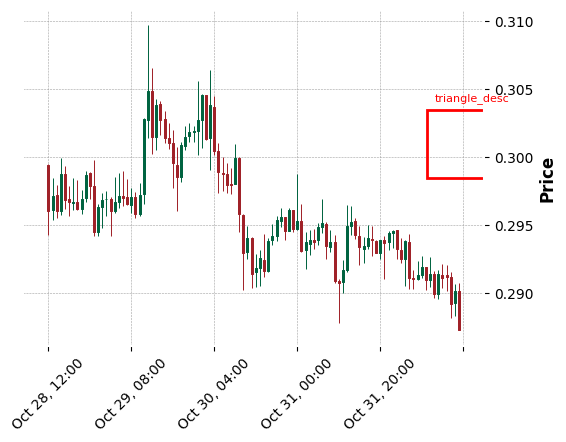 0.310
0.305
triangle_desc
0.300
0.295
0.290
Price
Oct 28, 12:00
Oct 29, 08:00
Oct 30, 04:00
Oct 31, 00:00
Oct 31, 20:00